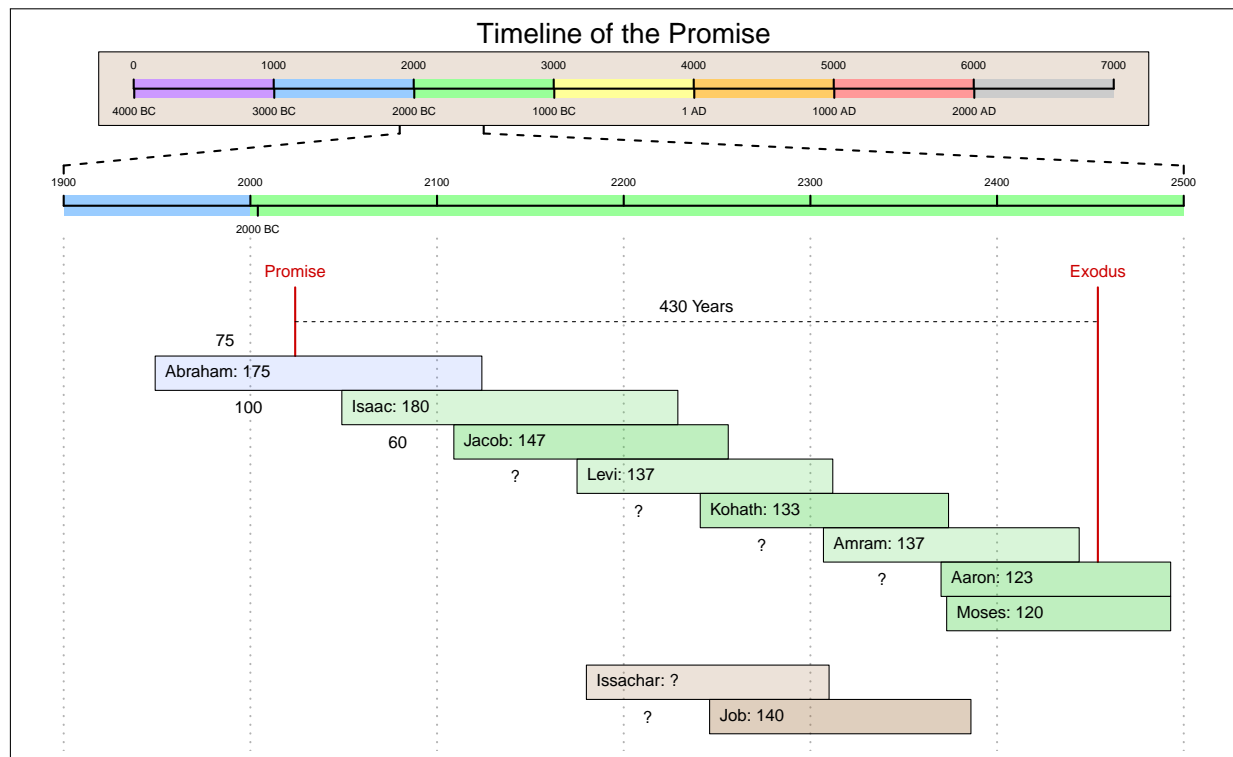 Timeline of the Promise
0 1000 2000 3000 4000 5000 6000 7000
4000 BC 3000 BC 2000 BC 1000 BC 1 AD 1000 AD 2000 AD
1900 2000 2100 2200 2300 2400 2500
2000 BC
Promise Exodus
430 Years
75
Abraham: 175
100 Isaac: 180
60 Jacob: 147
? Levi: 137
? Kohath: 133
? Amram: 137
? Aaron: 123
Moses: 120
Issachar: ?
? Job: 140